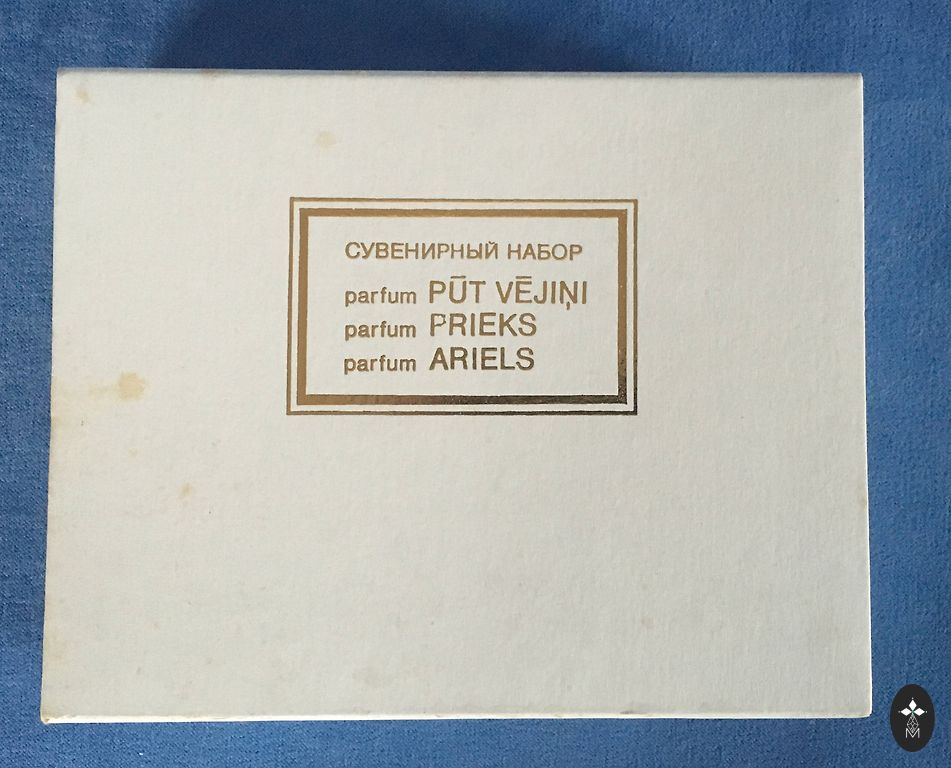 СУВЕНИРНЫЙ НАБОР
parfum PŪT VĒJIŅI
parfum PRIEKS
parfum ARIELS
M